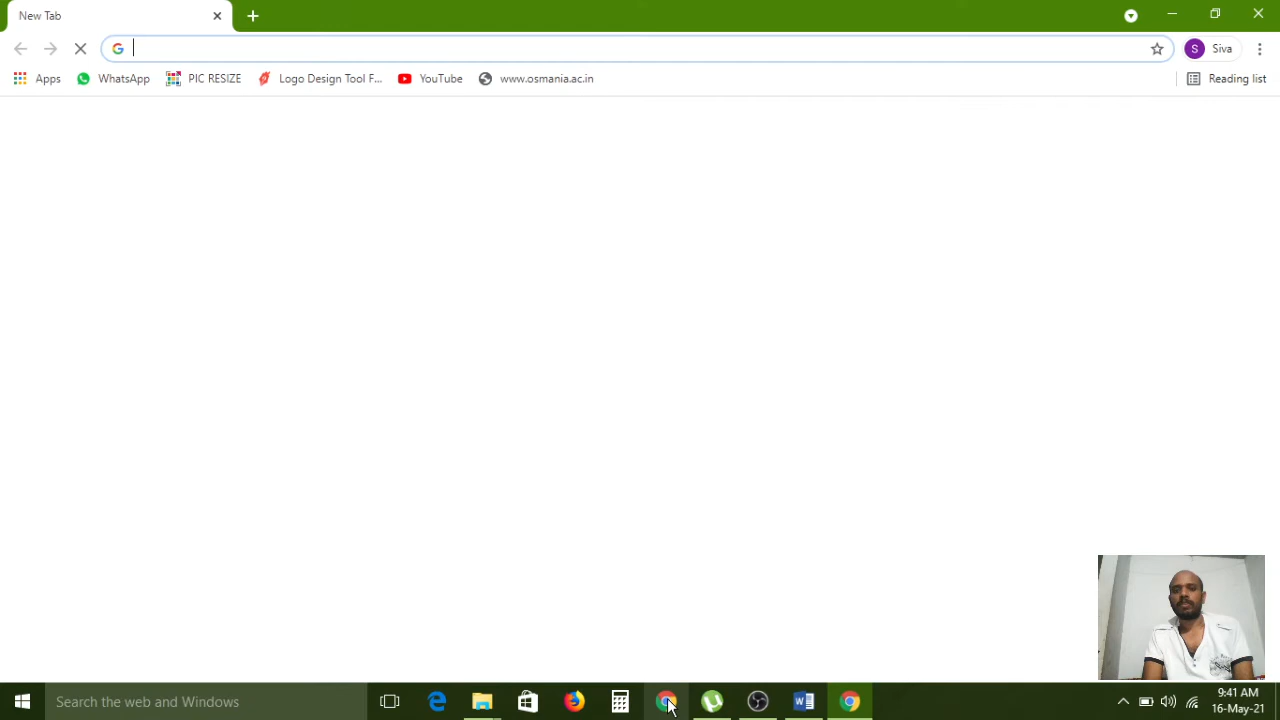 New Tab
Siva
Apps
WhatsApp
PIC RESIZE
Logo Design Tool F...
YouTube
www.osmania.ac.in
Reading list
Search the web and Windows
9:41 AM
16-May-21